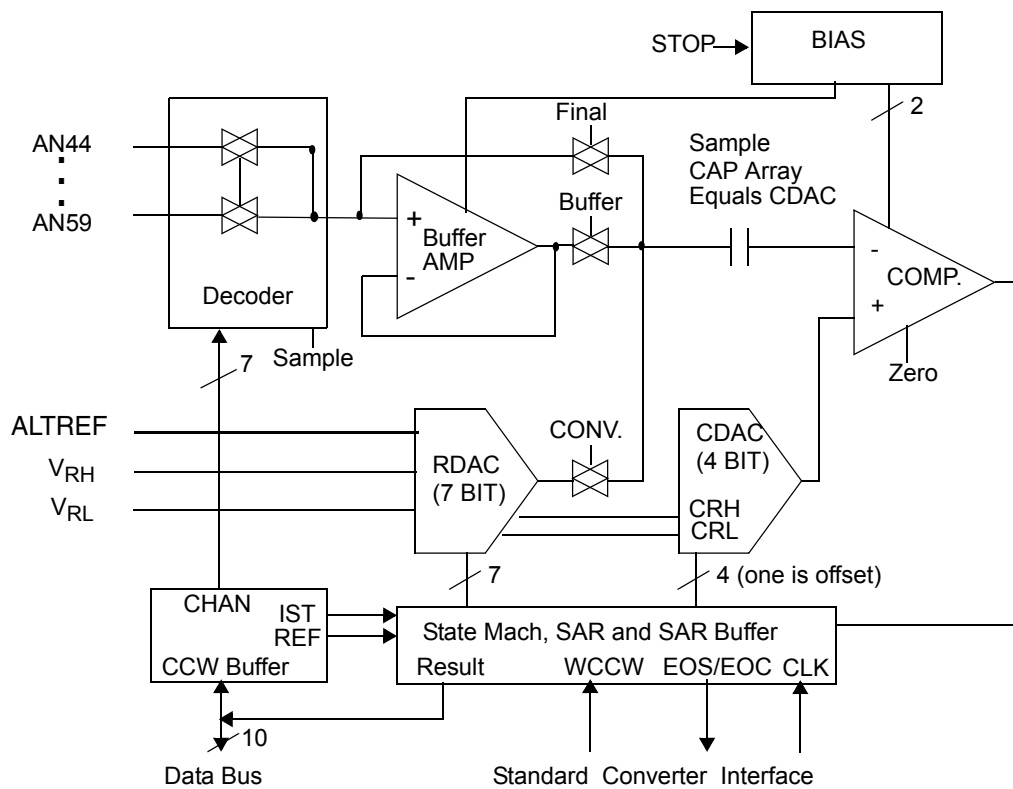 STOP
BIAS
2
Final
AN44
Sample
CAP Array
Equals CDAC
AN59
Buffer
+
Buffer
AMP
-
-
COMP.
+
Decoder
Sample
Zero
7
ALTREF
CONV.
CDAC
(4 BIT)
VRH
RDAC
(7 BIT)
VRL
CRH
CRL
7
4 (one is offset)
CHAN
IST
REF
State Mach, SAR and SAR Buffer
CCW Buffer
Result
WCCW
EOS/EOC
CLK
10
Data Bus
Standard Converter Interface